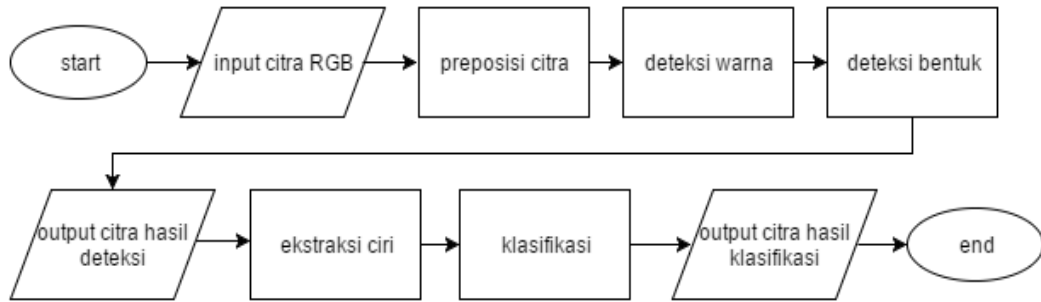 start
input citra RGB
preposisi citra
deteksi warna
deteksi bentuk
output citra hasil
deteksi
ekstraksi ciri
klasifikasi
output citra hasil
klasifikasi
end